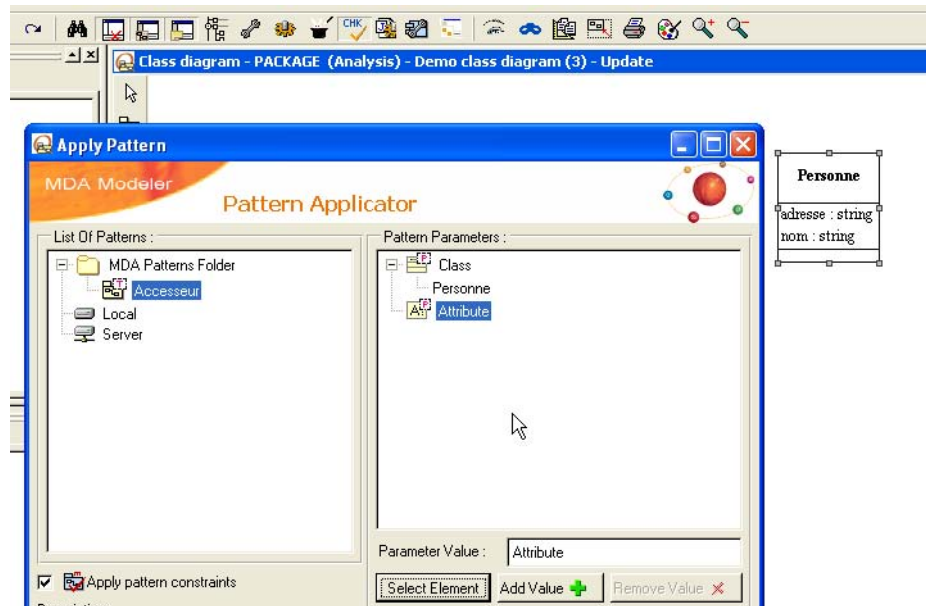 CHK
Class diagram - PACKAGE (Analysis) - Demo class diagram (3) - Update
Apply Pattern
MDA Modeler
Pattern Applicator
List Of Patterns :
MDA Patterns Folder
Accesseur
Local
Server
Pattern Parameters :
Class
Personne
Attribute
Personne
adresse : string
nom : string
Parameter Value :
Attribute
Apply pattern constraints
Select Element
Add Value
Remove Value